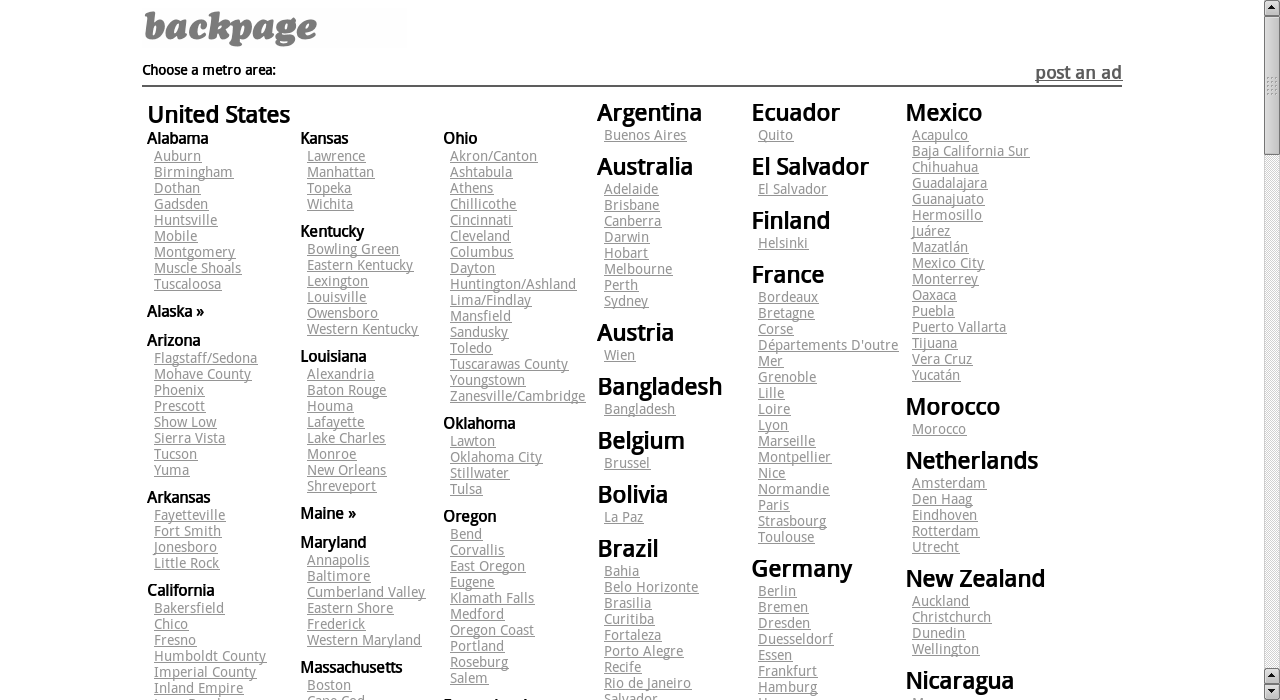 backpage
Choose a metro area:
post an ad
United States
Alabama
Auburn
Birmingham
Dothan
Gadsden
Huntsville
Mobile
Montgomery
Muscle Shoals
Tuscaloosa
Alaska »
Arizona
Flagstaff/Sedona
Mohave County
Phoenix
Prescott
Show Low
Sierra Vista
Tucson
Yuma
Arkansas
Fayetteville
Fort Smith
Jonesboro
Little Rock
California
Bakersfield
Chico
Fresno
Humboldt County
Imperial County
Inland Empire
Kansas
Lawrence
Manhattan
Topeka
Wichita
Kentucky
Bowling Green
Eastern Kentucky
Lexington
Louisville
Owensboro
Western Kentucky
Louisiana
Alexandria
Baton Rouge
Houma
Lafayette
Lake Charles
Monroe
New Orleans
Shreveport
Maine »
Maryland
Annapolis
Baltimore
Cumberland Valley
Eastern Shore
Frederick
Western Maryland
Massachusetts
Boston
Cape Cod
Ohio
Akron/Canton
Ashtabula
Athens
Chillicothe
Cincinnati
Cleveland
Columbus
Dayton
Huntington/Ashland
Lima/Findlay
Mansfield
Sandusky
Toledo
Tuscarawas County
Youngstown
Zanesville/Cambridge
Oklahoma
Lawton
Oklahoma City
Stillwater
Tulsa
Oregon
Bend
Corvallis
East Oregon
Eugene
Klamath Falls
Medford
Oregon Coast
Portland
Roseburg
Salem
Argentina
Buenos Aires
Australia
Adelaide
Brisbane
Canberra
Darwin
Hobart
Melbourne
Perth
Sydney
Austria
Wien
Bangladesh
Bangladesh
Belgium
Brussel
Bolivia
La Paz
Brazil
Bahia
Belo Horizonte
Brasilia
Curitiba
Fortaleza
Porto Alegre
Recife
Rio de Janeiro
Salvador
Ecuador
Quito
El Salvador
El Salvador
Finland
Helsinki
France
Bordeaux
Bretagne
Corse
Départements D'outre
Mer
Grenoble
Lille
Loire
Lyon
Marseille
Montpellier
Nice
Normandie
Paris
Strasbourg
Toulouse
Germany
Berlin
Bremen
Dresden
Duesseldorf
Essen
Frankfurt
Hamburg
Mexico
Acapulco
Baja California Sur
Chihuahua
Guadalajara
Guanajuato
Hermosillo
Juárez
Mazatlán
Mexico City
Monterrey
Oaxaca
Puebla
Puerto Vallarta
Tijuana
Vera Cruz
Yucatán
Morocco
Morocco
Netherlands
Amsterdam
Den Haag
Eindhoven
Rotterdam
Utrecht
New Zealand
Auckland
Christchurch
Dunedin
Wellington
Nicaragua